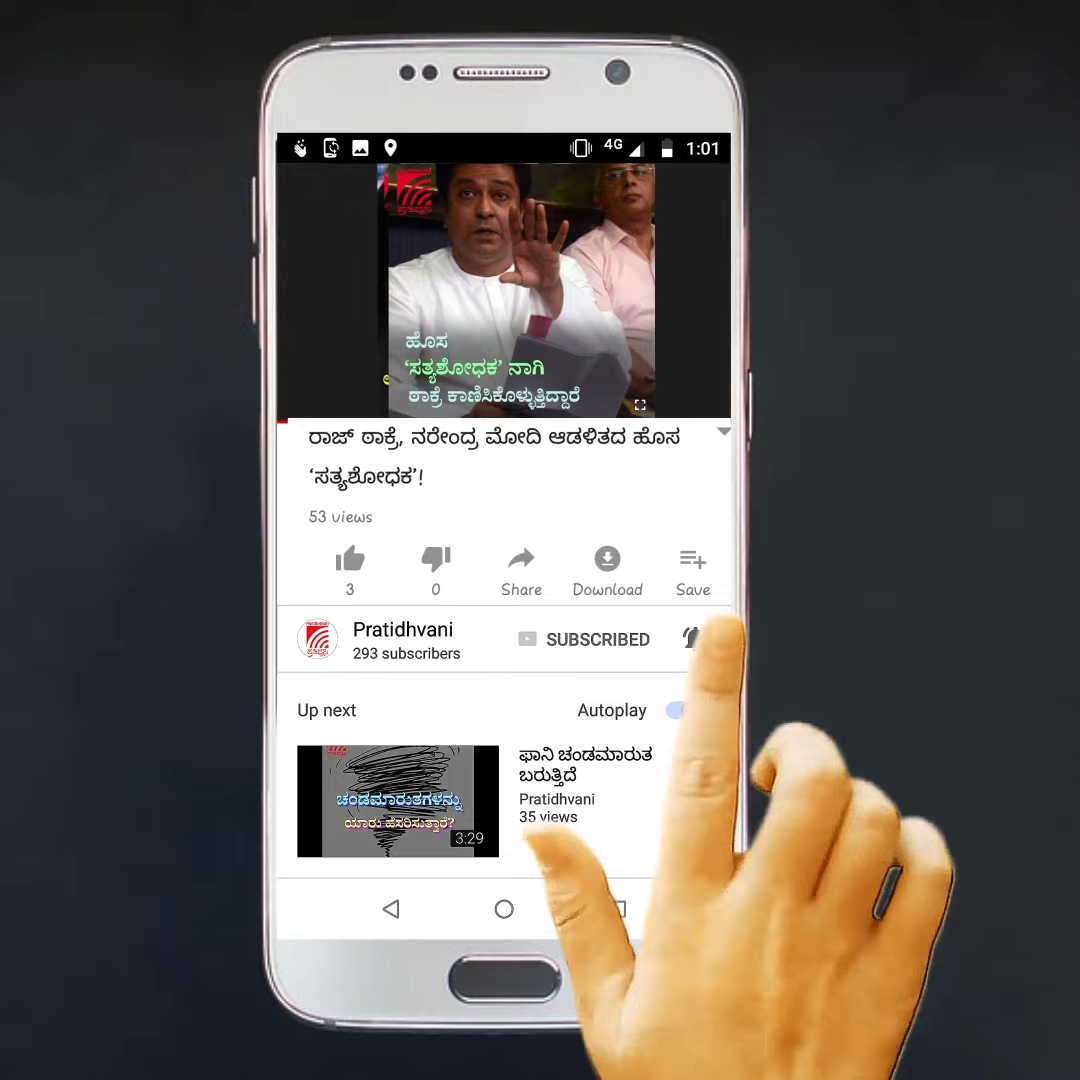 4G 1:01
ಹೊಸ
‘ಸತ್ಯಶೋಧಕ’ ನಾಗಿ
ಠಾಕ್ರೆ ಕಾಣಿಸಿಕೊಳ್ಳುತ್ತಿದ್ದಾರೆ
ರಾಜ್ ಠಾಕ್ರೆ, ನರೇಂದ್ರ ಮೋದಿ ಆಡಳಿತದ ಹೊಸ
‘ಸತ್ಯಶೋಧಕ’!
53 views
3 0 Share Download Save
Pratidhvani SUBSCRIBED
293 subscribers
Up next Autoplay
ಚಂಡಮಾರುತಗಳನ್ನು
ಯಾರು ಹೆಸರಿಸುತ್ತಾರೆ?
3:29
ಫಾನಿ ಚಂಡಮಾರುತ
ಬರುತ್ತಿದೆ
Pratidhvani
35 views